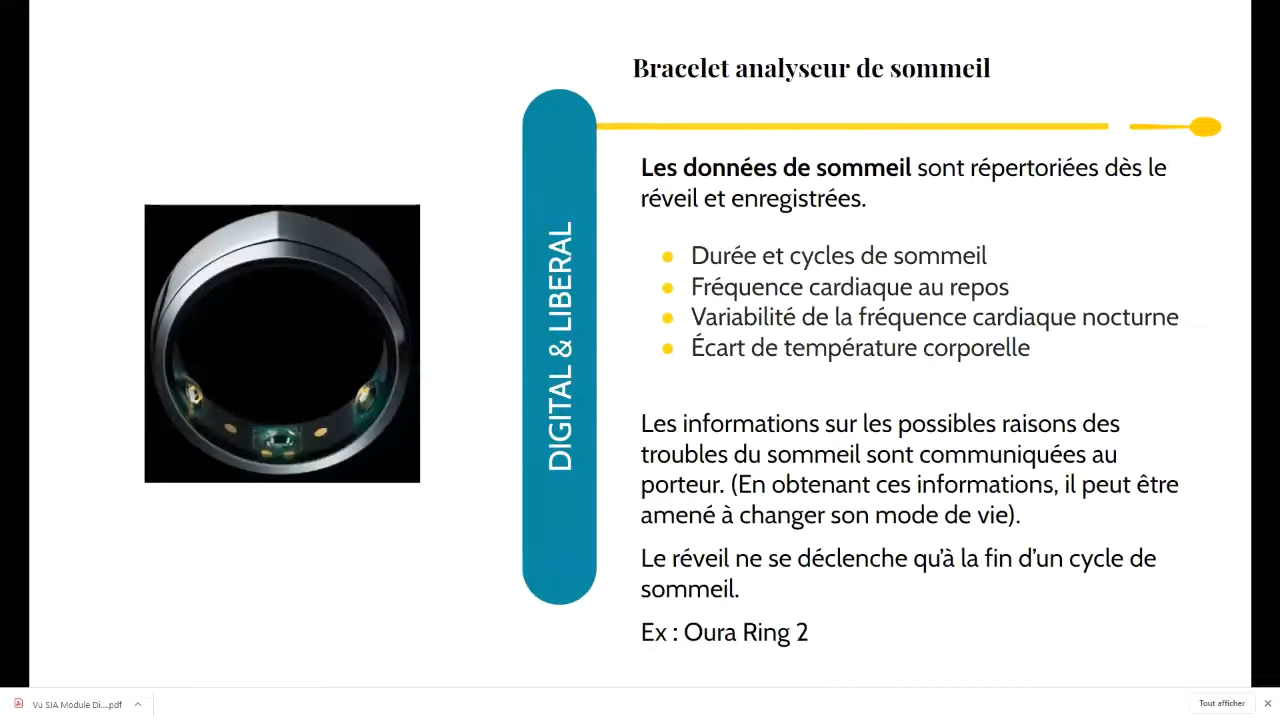 Bracelet analyseur de sommeil
DIGITAL & LIBERAL
Les données de sommeil sont répertoriées dès le
réveil et enregistrées.
Durée et cycles de sommeil
Fréquence cardiaque au repos
Variabilité de la fréquence cardiaque nocturne
Écart de température corporelle
Les informations sur les possibles raisons des
troubles du sommeil sont communiquées au
porteur. (En obtenant ces informations, il peut être
amené à changer son mode de vie).
Le réveil ne se déclenche qu’à la fin d’un cycle de
sommeil.
Ex : Oura Ring 2
Vu SJA Module Di....pdf
Tout afficher